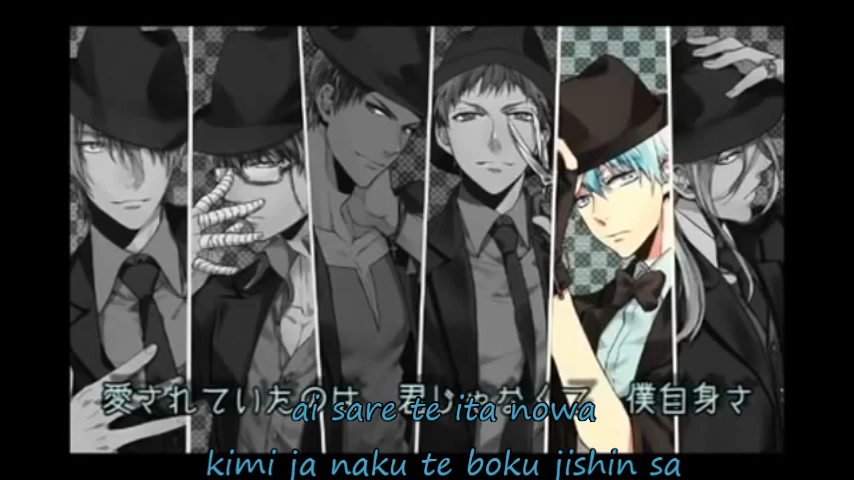 愛されていたのは 君じゃなくて 僕自身さ
ai sare te ita nowa
kimi ja naku te boku jishin sa